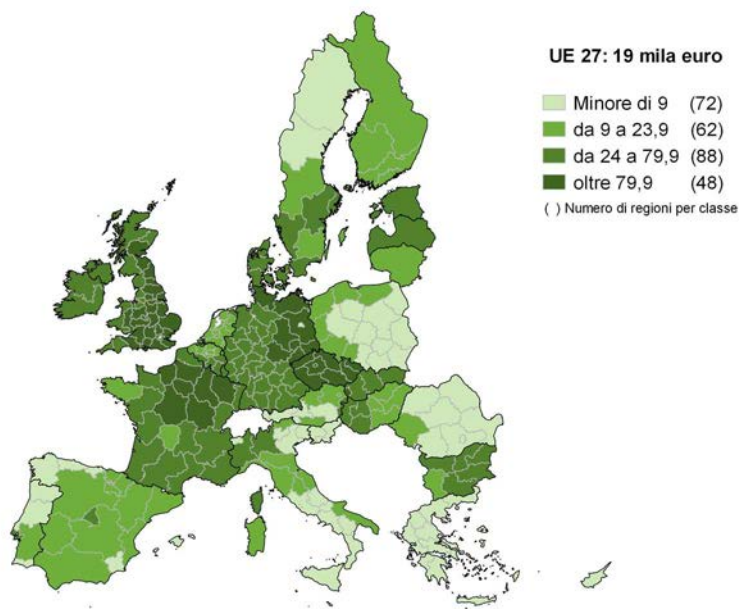 UE 27: 19 mila euro
Minore di 9 (72)
da 9 a 23,9 (62)
da 24 a 79,9 (88)
oltre 79,9 (48)
( ) Numero di regioni per classe